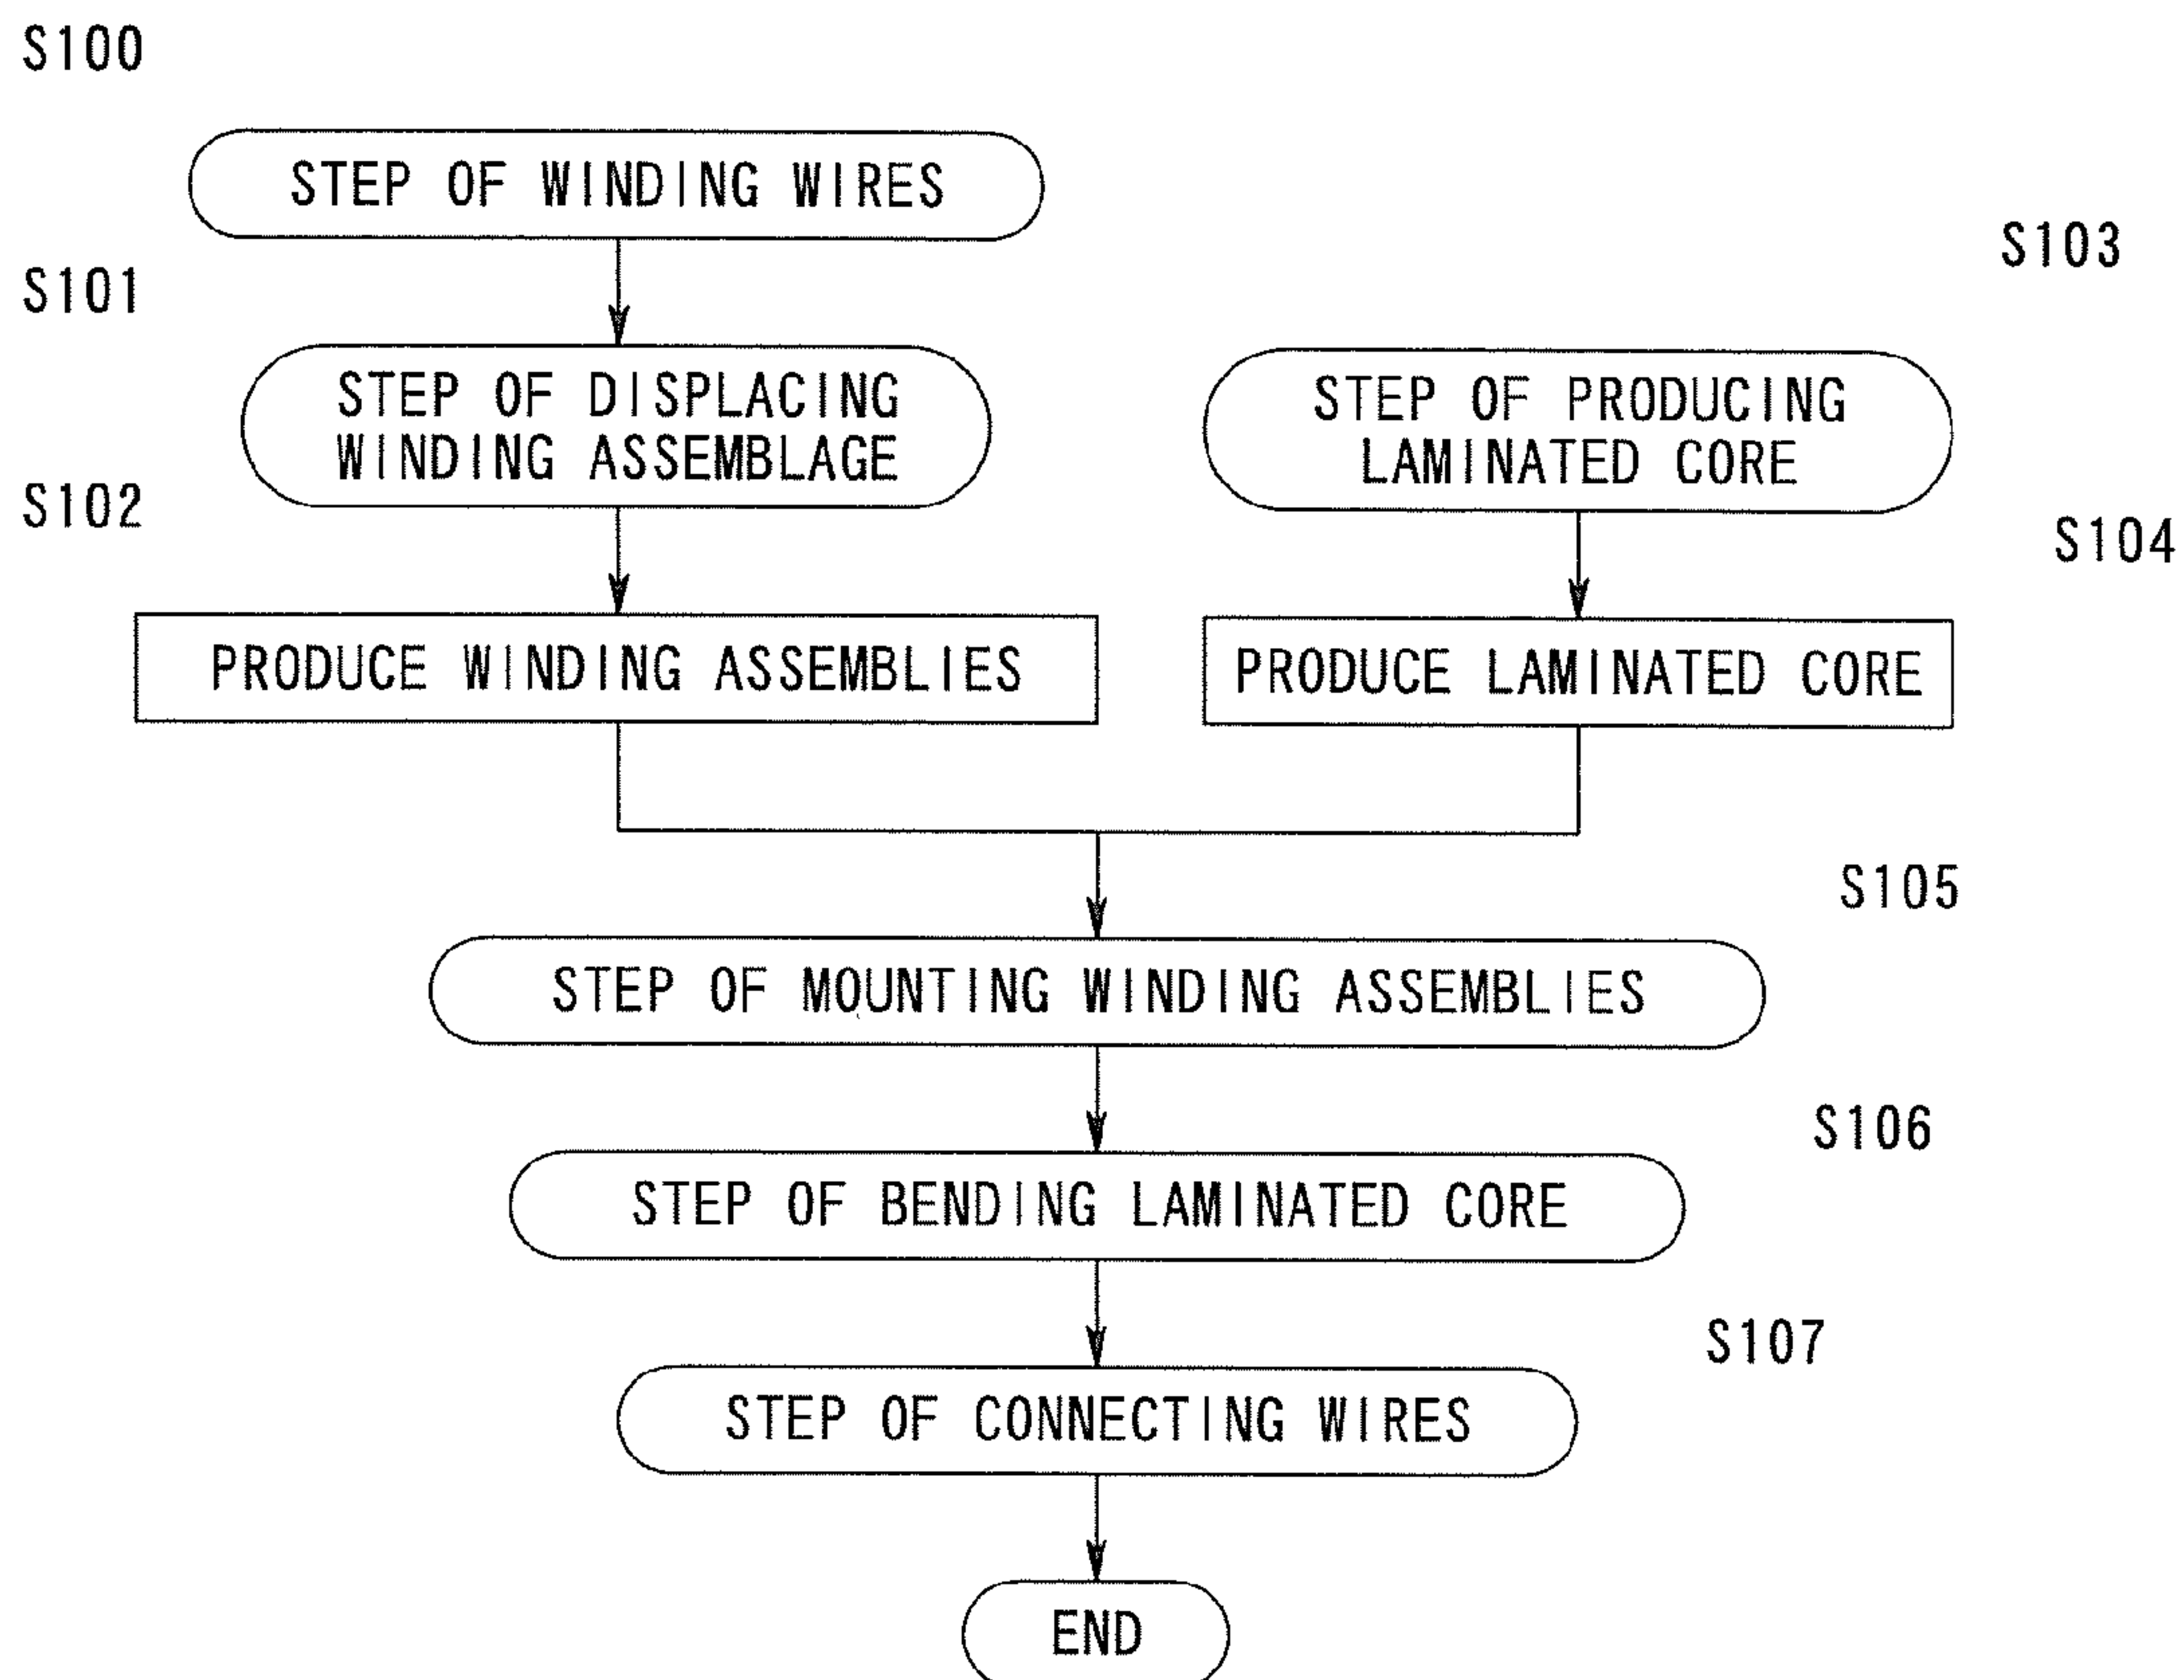 S100
STEP OF WINDING WIRES
S103
S101
STEP OF DISPLACING
WINDING ASSEMBLAGE
STEP OF PRODUCING
LAMINATED CORE
S102
S104
PRODUCE WINDING ASSEMBLIES
PRODUCE LAMINATED CORE
S105
STEP OF MOUNTING WINDING ASSEMBLIES
S106
STEP OF BENDING LAMINATED CORE
S107
STEP OF CONNECTING WIRES
END